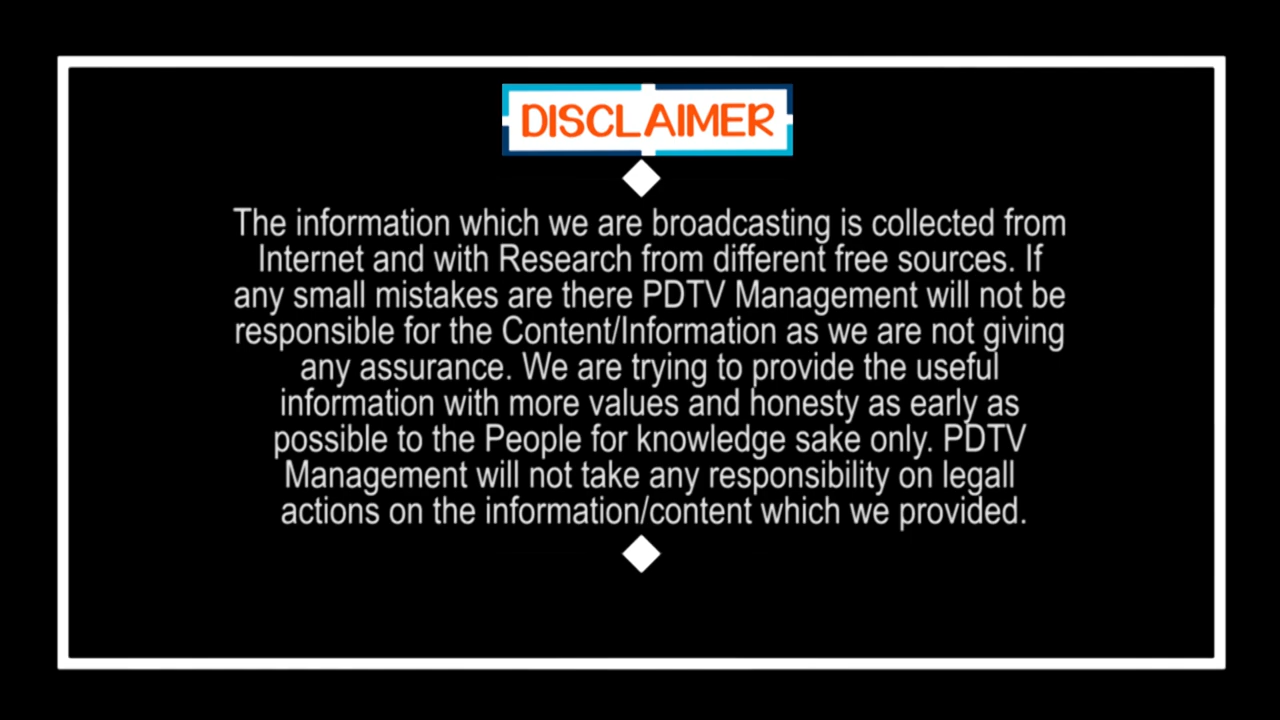 DISCLAIMER
The information which we are broadcasting is collected from
Internet and with Research from different free sources. If
any small mistakes are there PDTV Management will not be
responsible for the Content/Information as we are not giving
any assurance. We are trying to provide the useful
information with more values and honesty as early as
possible to the People for knowledge sake only. PDTV
Management will not take any responsibility on legall
actions on the information/content which we provided.